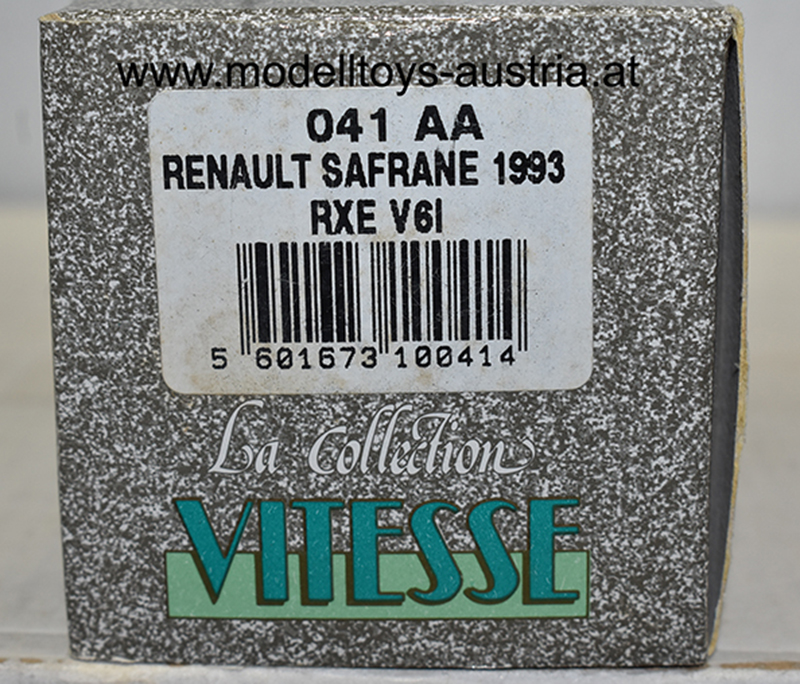 www.modelltoys-austria.at
041 AA
RENAULT SAFRANE 1993
RXE V6I
5 601673 100414
La Collection
VITESSE